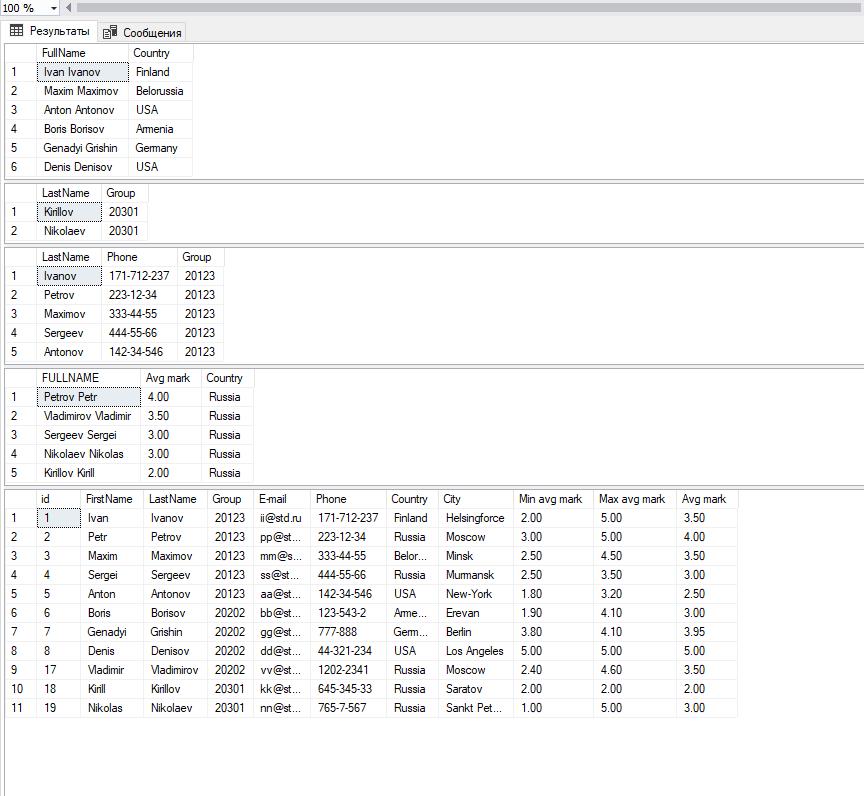 100 %
Результаты Сообщения
FullName Country
1 Ivan Ivanov Finland
2 Maxim Maximov Belorussia
3 Anton Antonov USA
4 Boris Borisov Armenia
5 Genadyi Grishin Germany
6 Denis Denisov USA
LastName Group
1 Kirillov 20301
2 Nikolaev 20301
LastName Phone Group
1 Ivanov 171-712-237 20123
2 Petrov 223-12-34 20123
3 Maximov 333-44-55 20123
4 Sergeev 444-55-66 20123
5 Antonov 142-34-546 20123
FULLNAME Avg mark Country
1 Petrov Petr 4.00 Russia
2 Vladimirov Vladimir 3.50 Russia
3 Sergeev Sergei 3.00 Russia
4 Nikolaev Nikolas 3.00 Russia
5 Kirillov Kirill 2.00 Russia
id FirstName LastName Group E-mail Phone Country City Min avg mark Max avg mark Avg mark
1 1 Ivan Ivanov 20123 ii@std.ru 171-712-237 Finland Helsingforce 2.00 5.00 3.50
2 2 Petr Petrov 20123 pp@st... 223-12-34 Russia Moscow 3.00 5.00 4.00
3 3 Maxim Maximov 20123 mm@s... 333-44-55 Belor... Minsk 2.50 4.50 3.50
4 4 Sergei Sergeev 20123 ss@st... 444-55-66 Russia Murmansk 2.50 3.50 3.00
5 5 Anton Antonov 20123 aa@st... 142-34-546 USA New-York 1.80 3.20 2.50
6 6 Boris Borisov 20202 bb@st... 123-543-2 Arme... Erevan 1.90 4.10 3.00
7 7 Genadyi Grishin 20202 gg@st... 777-888 Germ... Berlin 3.80 4.10 3.95
8 8 Denis Denisov 20202 dd@st... 44-321-234 USA Los Angeles 5.00 5.00 5.00
9 17 Vladimir Vladimirov 20202 vv@st... 1202-2341 Russia Moscow 2.40 4.60 3.50
10 18 Kirill Kirillov 20301 kk@st... 645-345-33 Russia Saratov 2.00 2.00 2.00
11 19 Nikolas Nikolaev 20301 nn@st... 765-7-567 Russia Sankt Pet... 1.00 5.00 3.00